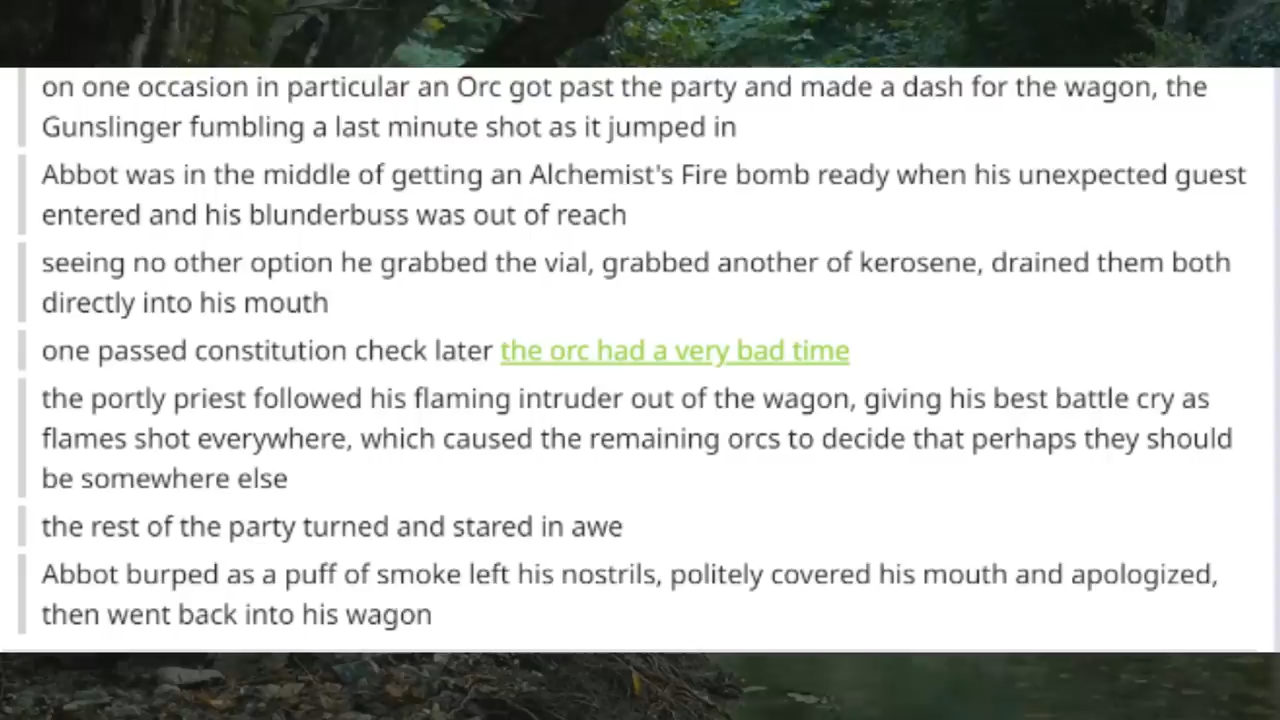 on one occasion in particular an Orc got past the party and made a dash for the wagon, the
Gunslinger fumbling a last minute shot as it jumped in
Abbot was in the middle of getting an Alchemist's Fire bomb ready when his unexpected guest
entered and his blunderbuss was out of reach
seeing no other option he grabbed the vial, grabbed another of kerosene, drained them both
directly into his mouth
one passed constitution check later the orc had a very bad time
the portly priest followed his flaming intruder out of the wagon, giving his best battle cry as
flames shot everywhere, which caused the remaining orcs to decide that perhaps they should
be somewhere else
the rest of the party turned and stared in awe
Abbot burped as a puff of smoke left his nostrils, politely covered his mouth and apologized,
then went back into his wagon